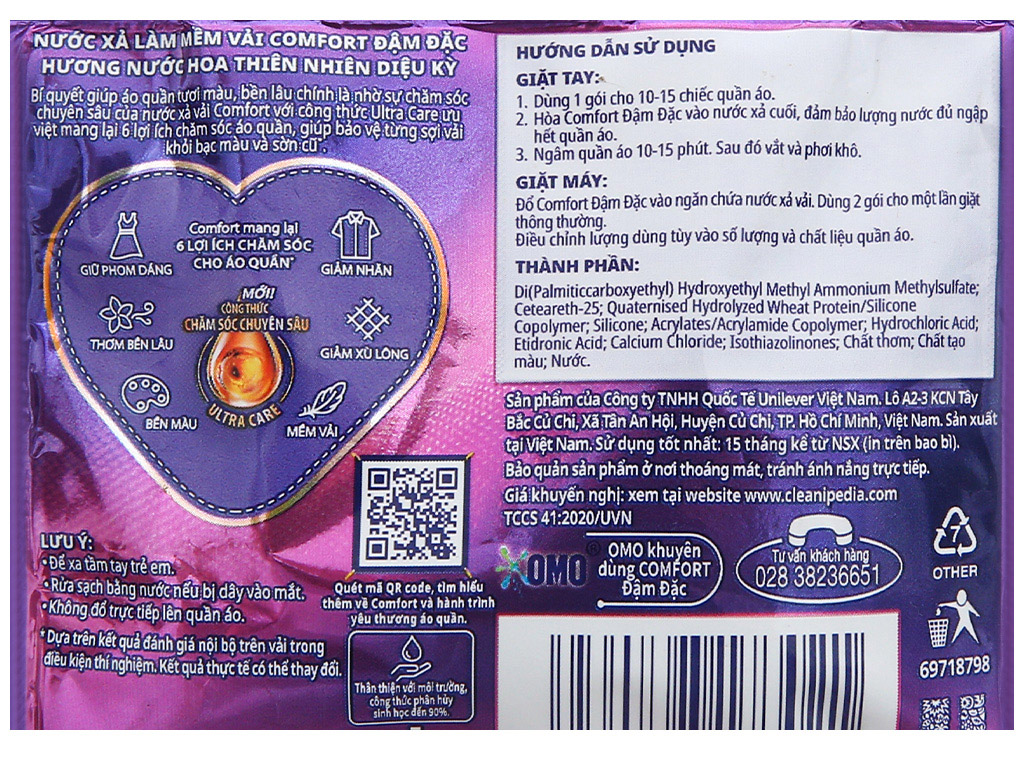 NƯỚC XẢ LÀM MỀM VẢI COMFORT ĐẬM ĐẶC
HƯƠNG NƯỚC HOA THIÊN NHIÊN DIỆU KỲ
Bí quyết giúp áo quần tươi màu, bền lâu chính là nhờ sự chăm sóc
chuyên sâu của nước xả vải Comfort với công thức Ultra Care ưu
việt mang lại 6 lợi ích chăm sóc áo quần, giúp bảo vệ từng sợi vải
khỏi bạc màu và sờn cũ*.
Comfort mang lại
6 LỢI ÍCH CHĂM SÓC
CHO ÁO QUẦN*
GIỮ PHOM DÁNG
GIẢM NHĂN
MỚI!
CÔNG THỨC
CHĂM SÓC CHUYÊN SÂU
THƠM BỀN LÂU
GIẢM XÙ LÔNG
ULTRA CARE
BỀN MÀU
MỀM VẢI
LƯU Ý:
•Để xa tầm tay trẻ em.
•Rửa sạch bằng nước nếu bị dây vào mắt.
•Không đổ trực tiếp lên quần áo.
*Dựa trên kết quả đánh giá nội bộ trên vải trong
điều kiện thí nghiệm. Kết quả thực tế có thể thay đổi.
Quét mã QR code, tìm hiểu
thêm về Comfort và hành trình
yêu thương áo quần.
Thân thiện với môi trường,
công thức phân hủy
sinh học đến 90%.
HƯỚNG DẪN SỬ DỤNG
GIẶT TAY:
1. Dùng 1 gói cho 10-15 chiếc quần áo.
2. Hòa Comfort Đậm Đặc vào nước xả cuối, đảm bảo lượng nước đủ ngập
hết quần áo.
3. Ngâm quần áo 10-15 phút. Sau đó vắt và phơi khô.
GIẶT MÁY:
Đổ Comfort Đậm Đặc vào ngăn chứa nước xả vải. Dùng 2 gói cho một lần giặt
thông thường.
Điều chỉnh lượng dùng tùy vào số lượng và chất liệu quần áo.
THÀNH PHẦN:
Di(Palmiticcarboxyethyl) Hydroxyethyl Methyl Ammonium Methylsulfate;
Ceteareth-25; Quaternised Hydrolyzed Wheat Protein/Silicone
Copolymer; Silicone; Acrylates/Acrylamide Copolymer; Hydrochloric Acid;
Etidronic Acid; Calcium Chloride; Isothiazolinones; Chất thơm; Chất tạo
màu; Nước.
Sản phẩm của Công ty TNHH Quốc Tế Unilever Việt Nam. Lô A2-3 KCN Tây
Bắc Củ Chi, Xã Tân An Hội, Huyện Củ Chi, TP. Hồ Chí Minh, Việt Nam. Sản xuất
tại Việt Nam. Sử dụng tốt nhất: 15 tháng kể từ NSX (in trên bao bì).
Bảo quản sản phẩm ở nơi thoáng mát, tránh ánh nắng trực tiếp.
Giá khuyến nghị: xem tại website www.cleanipedia.com
TCCS 41:2020/UVN
OMO®
OMO khuyên
dùng COMFORT
Đậm Đặc
Tư vấn khách hàng
028 38236651
OTHER
69718798